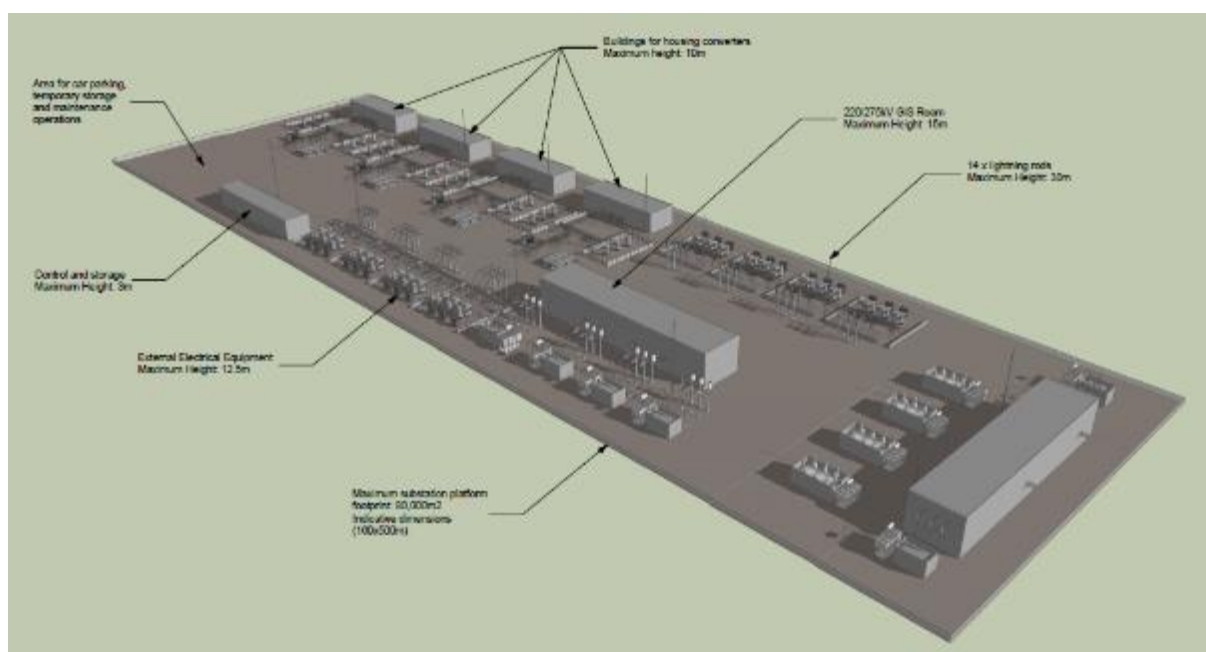 Buildings for housing converters
Maximum height: 10m
Area for car parking,
temporary storage
and maintenance
operations
220/275kV GIS Room
Maximum Height: 15m
14 x lightning rods
Maximum Height: 30m
Control and storage
Maximum Height:
External Electrical Equipment
Maximum Height: 12.5m
Maximum substation platform
footprint: 80,000m2
Indicative dimensions
(160x500m)